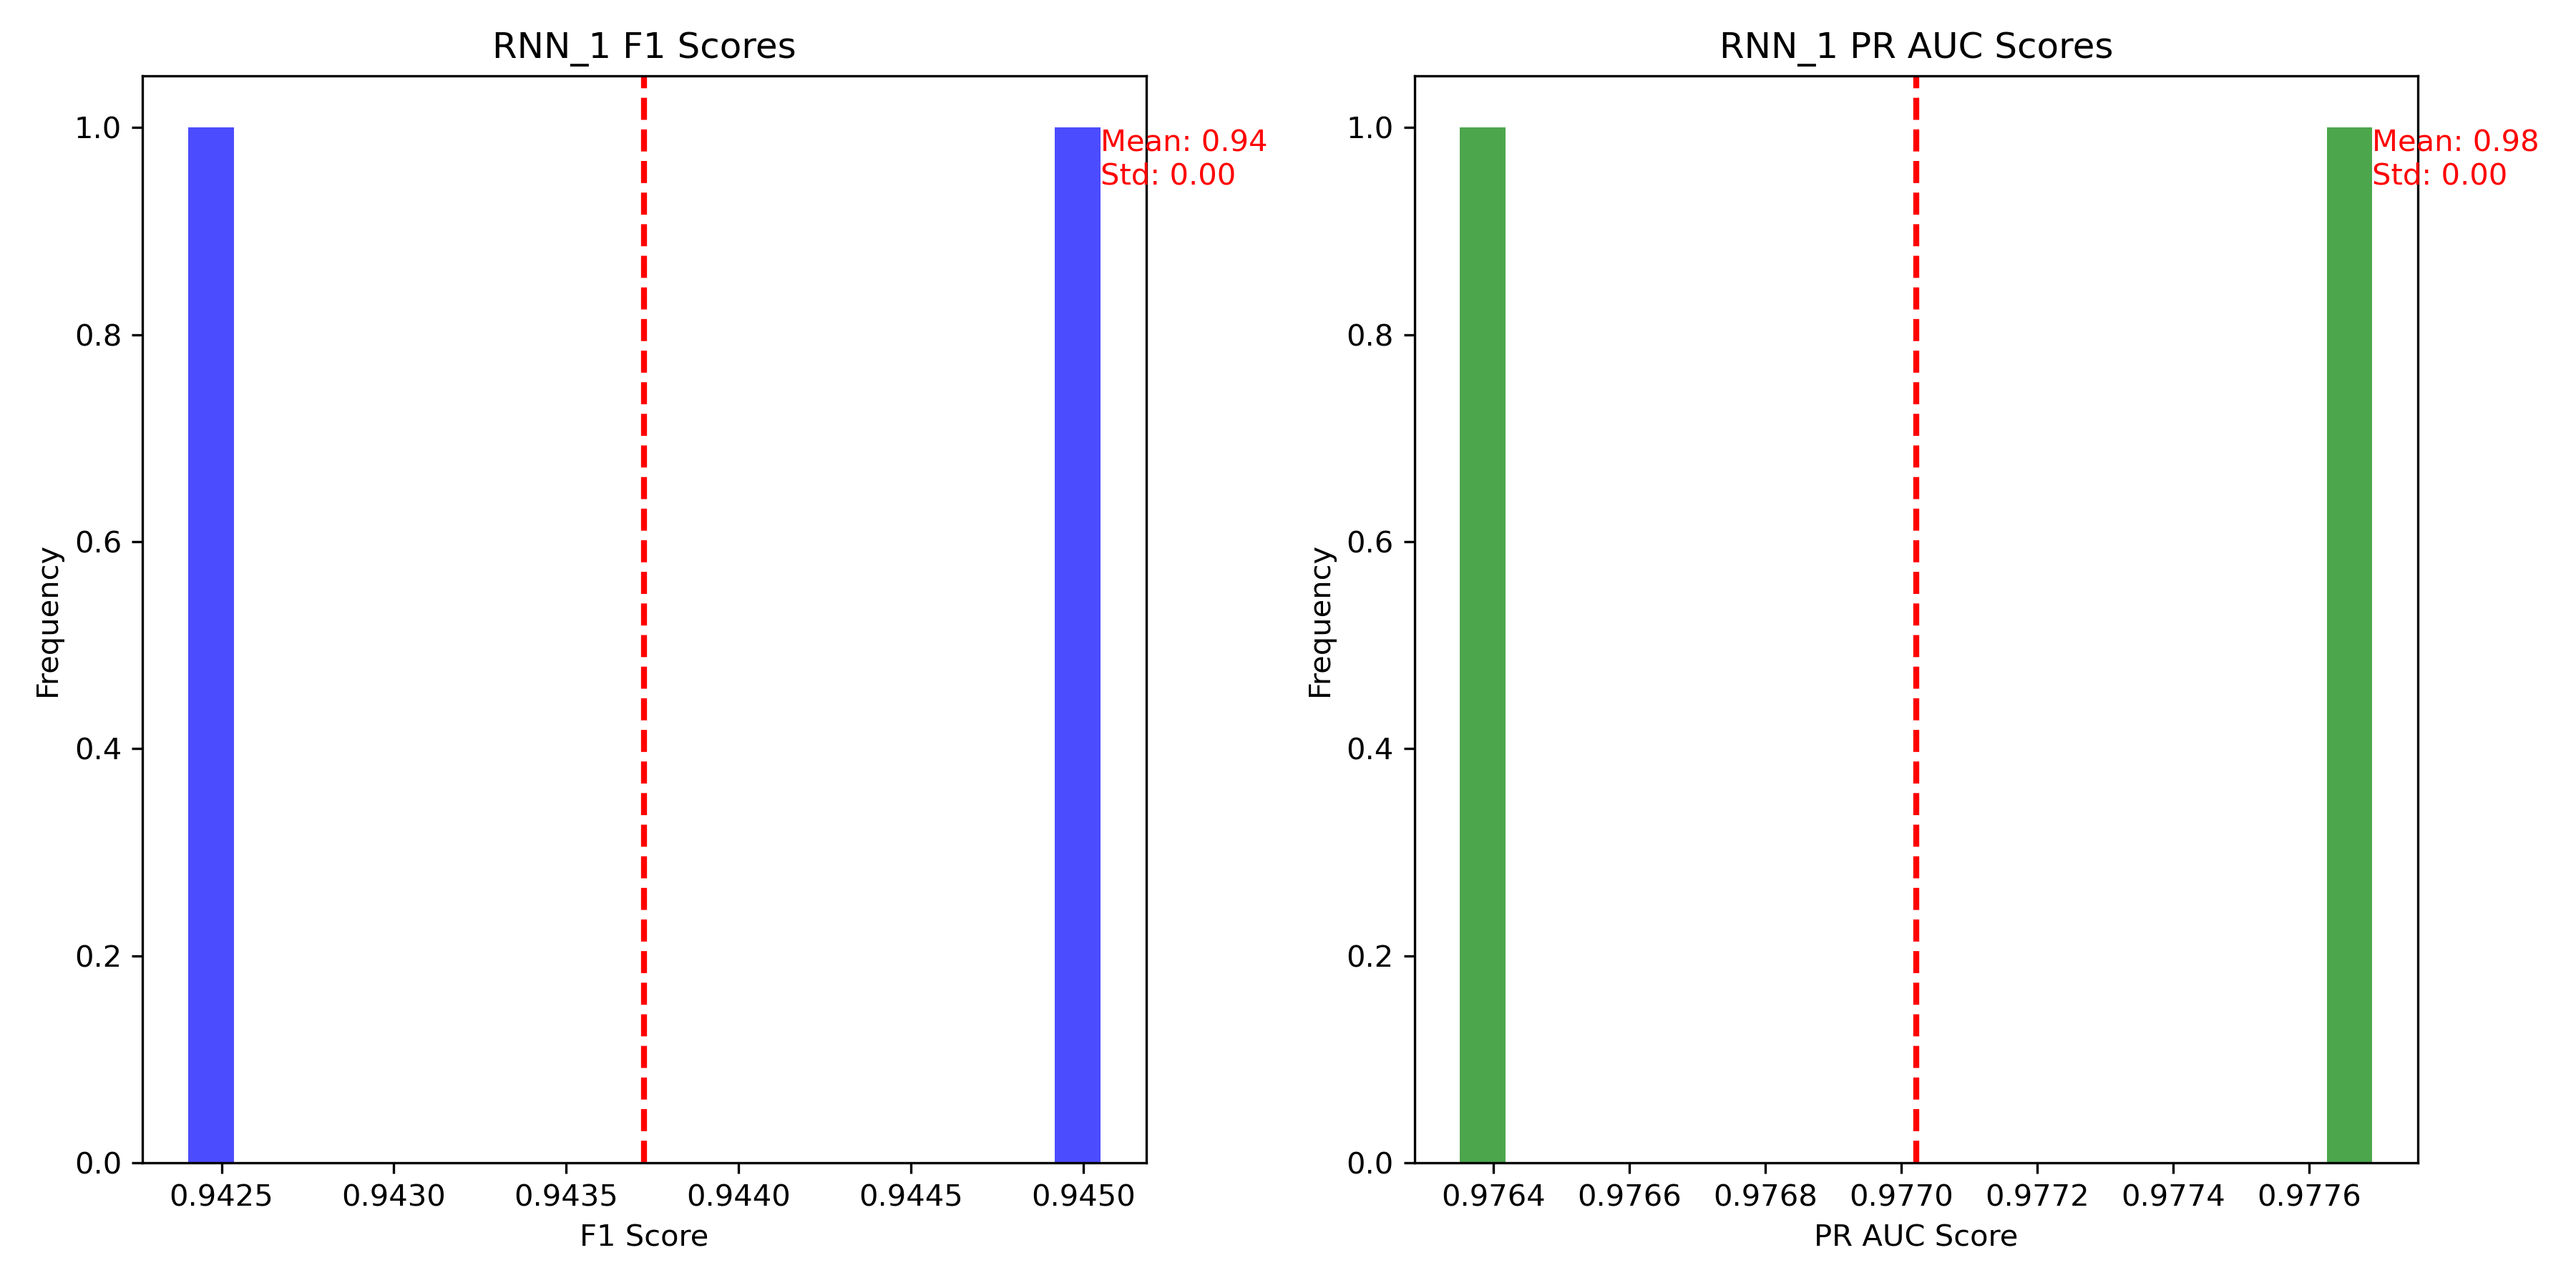 RNN_1 F1 Scores
1.0
0.8
0.6
0.4
0.2
0.0
Frequency
Mean: 0.94
Std: 0.00
0.9425 0.9430 0.9435 0.9440 0.9445 0.9450
F1 Score
RNN_1 PR AUC Scores
1.0
0.8
0.6
0.4
0.2
0.0
Frequency
Mean: 0.98
Std: 0.00
0.9764 0.9766 0.9768 0.9770 0.9772 0.9774 0.9776
PR AUC Score